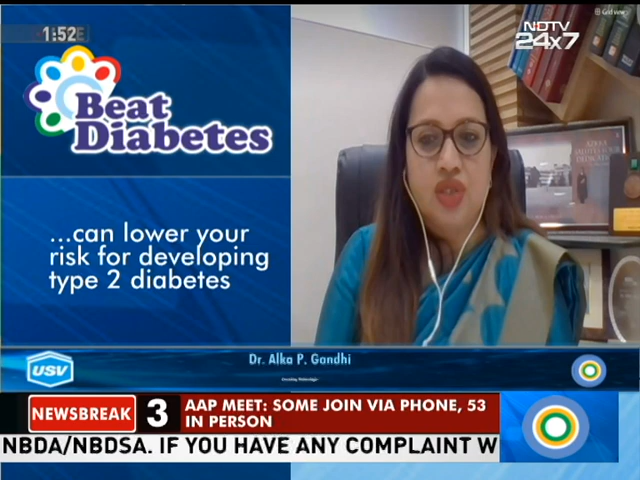 1:52
NDTV
24x7
Beat
Diabetes
...can lower your
risk for developing
type 2 diabetes
Dr. Alka P. Gandhi
USV
NEWSBREAK
3
AAP MEET: SOME JOIN VIA PHONE, 53
IN PERSON
NBDA/NBDSA. IF YOU HAVE ANY COMPLAINT W